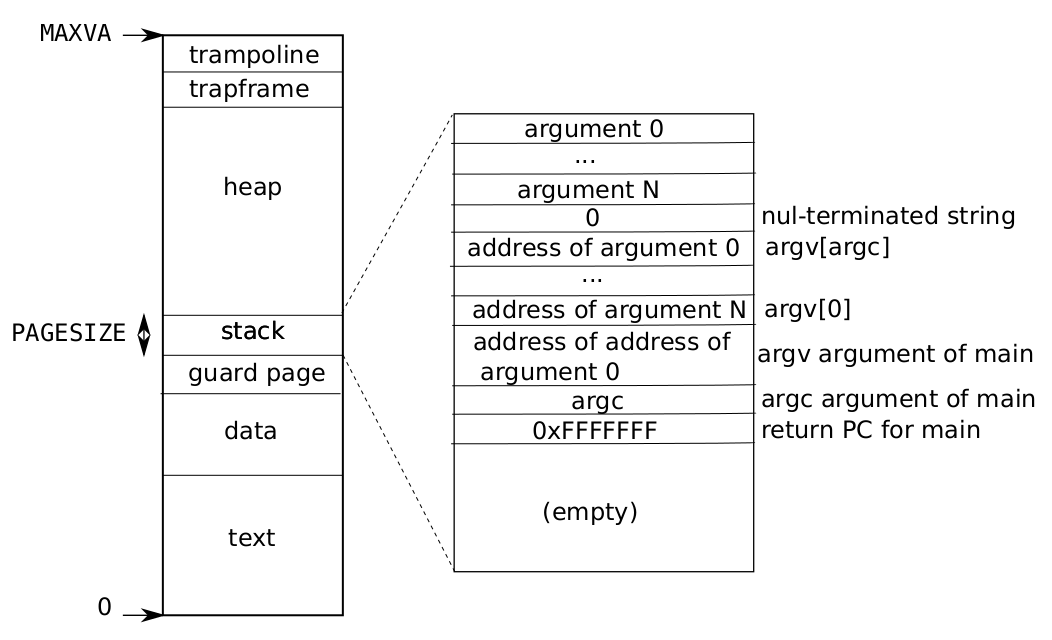 MAXVA
trampoline
trapframe
heap
PAGESIZE
stack
guard page
data
text
0
argument 0
...
argument N
0
nul-terminated string
address of argument 0
argv[argc]
...
address of argument N
argv[0]
address of address of
argument 0
argv argument of main
argc
argc argument of main
0xFFFFFFF
return PC for main
(empty)